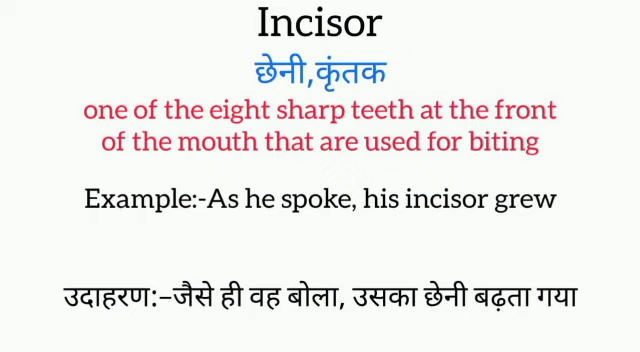 Incisor
छेनी,कृंतक
one of the eight sharp teeth at the front
of the mouth that are used for biting
Example:-As he spoke, his incisor grew
उदाहरण:–जैसे ही वह बोला, उसका छेनी बढ़ता गया